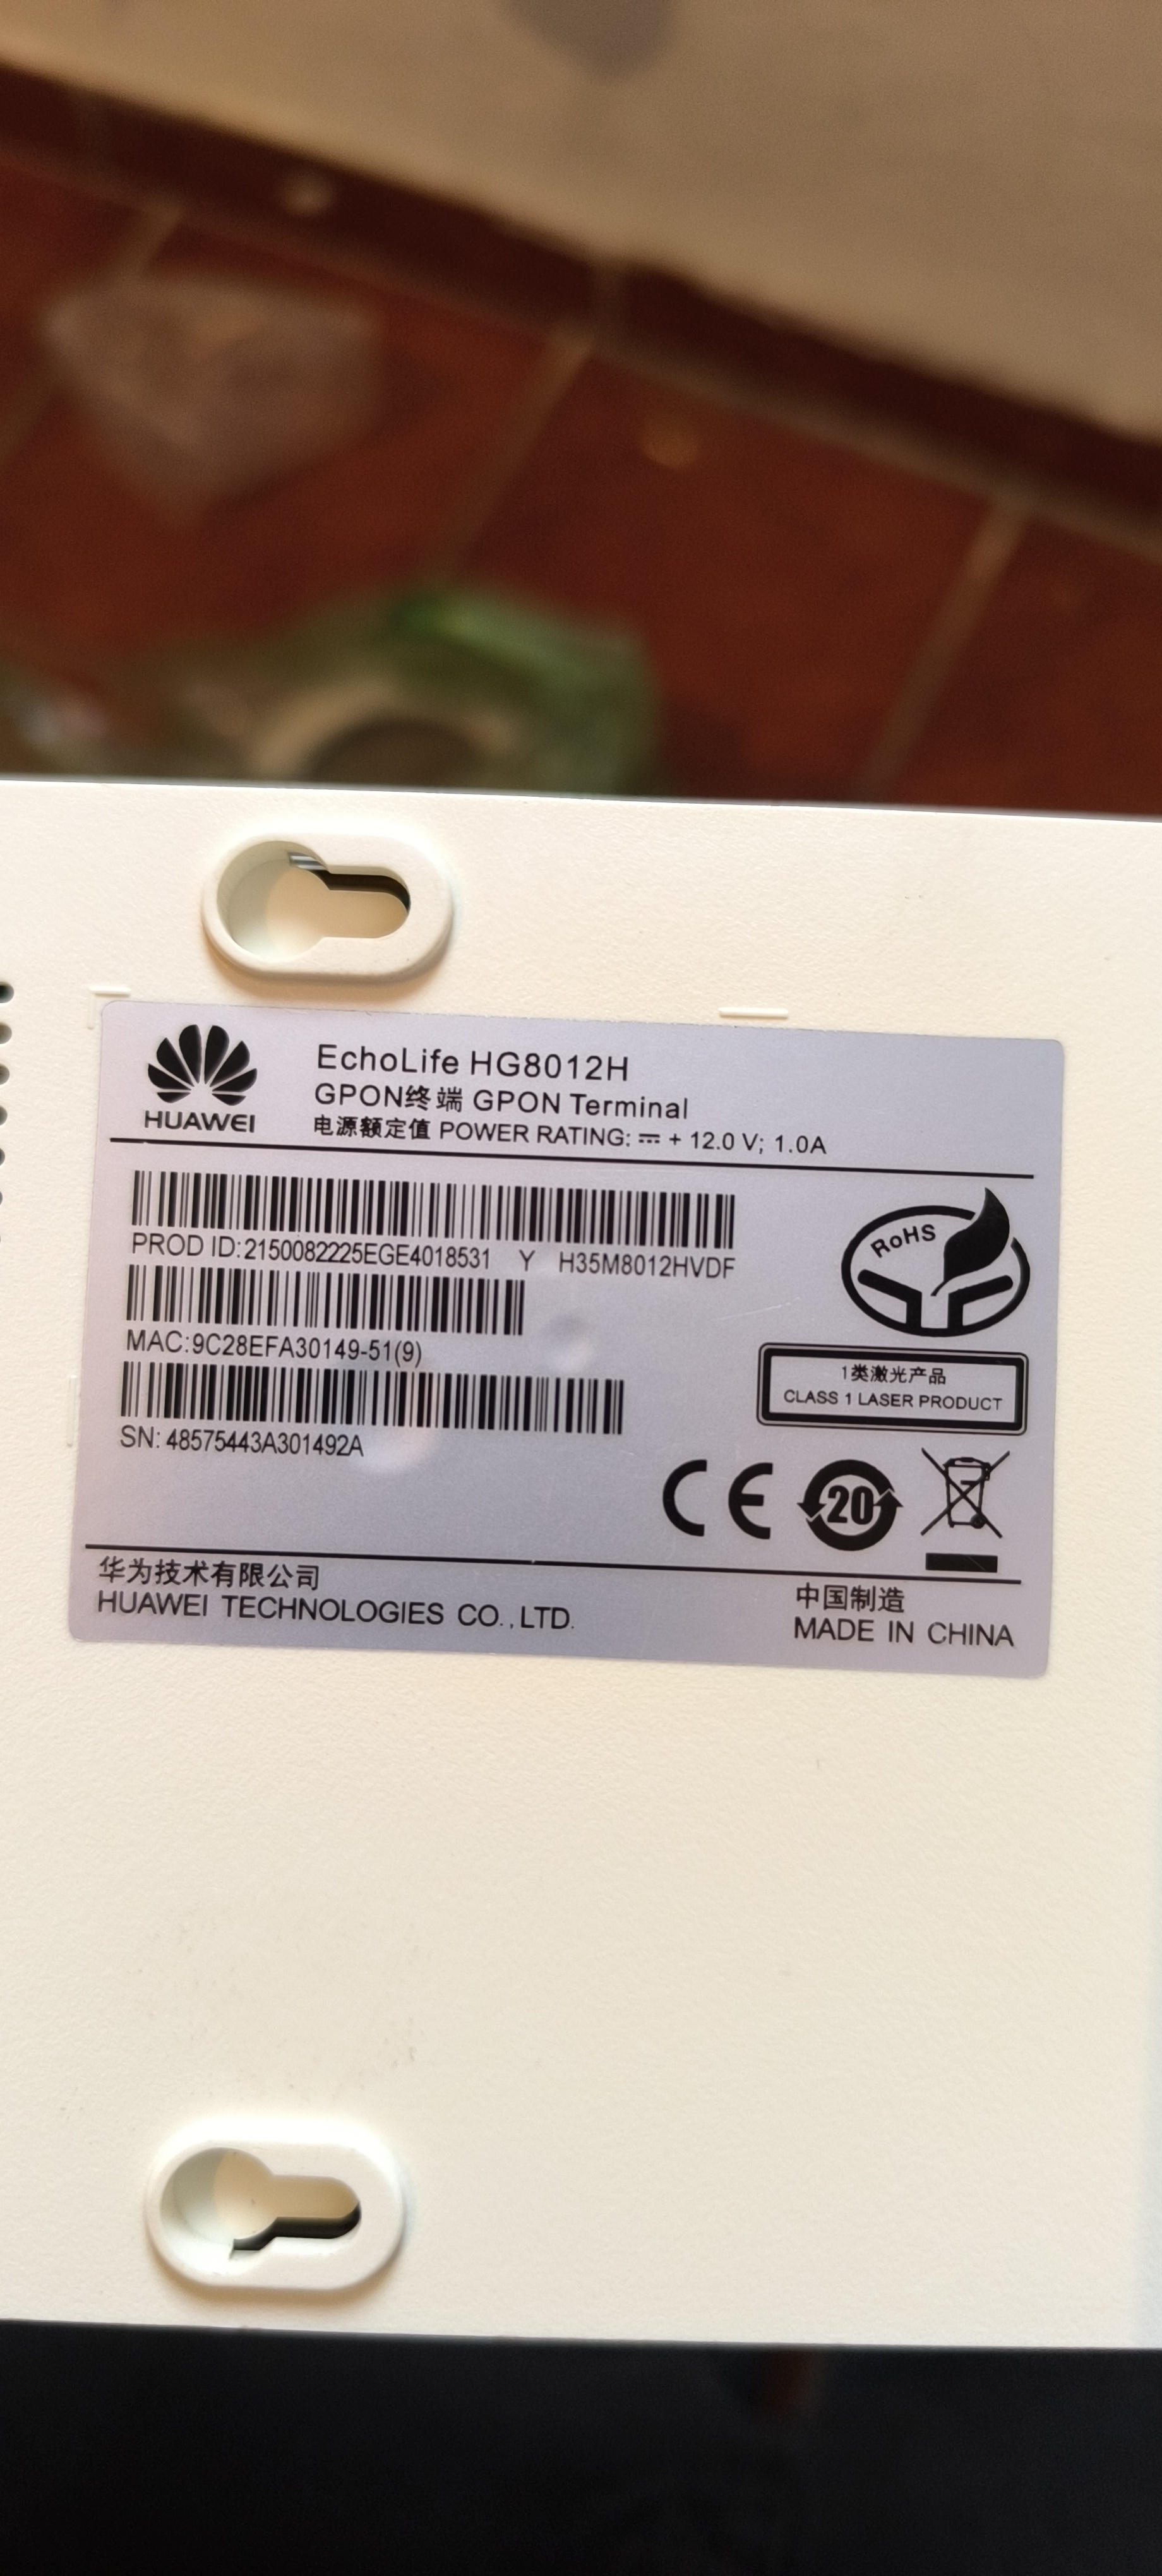 HUAWEI
EchoLife HG8012H
GPON终端 GPON Terminal
电源额定值 POWER RATING: ⎓ + 12.0 V; 1.0A
PROD ID:2150082225EGE4018531 Y H35M8012HVDF
MAC:9C28EFA30149-51(9)
SN: 48575443A301492A
RoHS
1类激光产品
CLASS 1 LASER PRODUCT
CE
20
华为技术有限公司
HUAWEI TECHNOLOGIES CO.,LTD.
中国制造
MADE IN CHINA